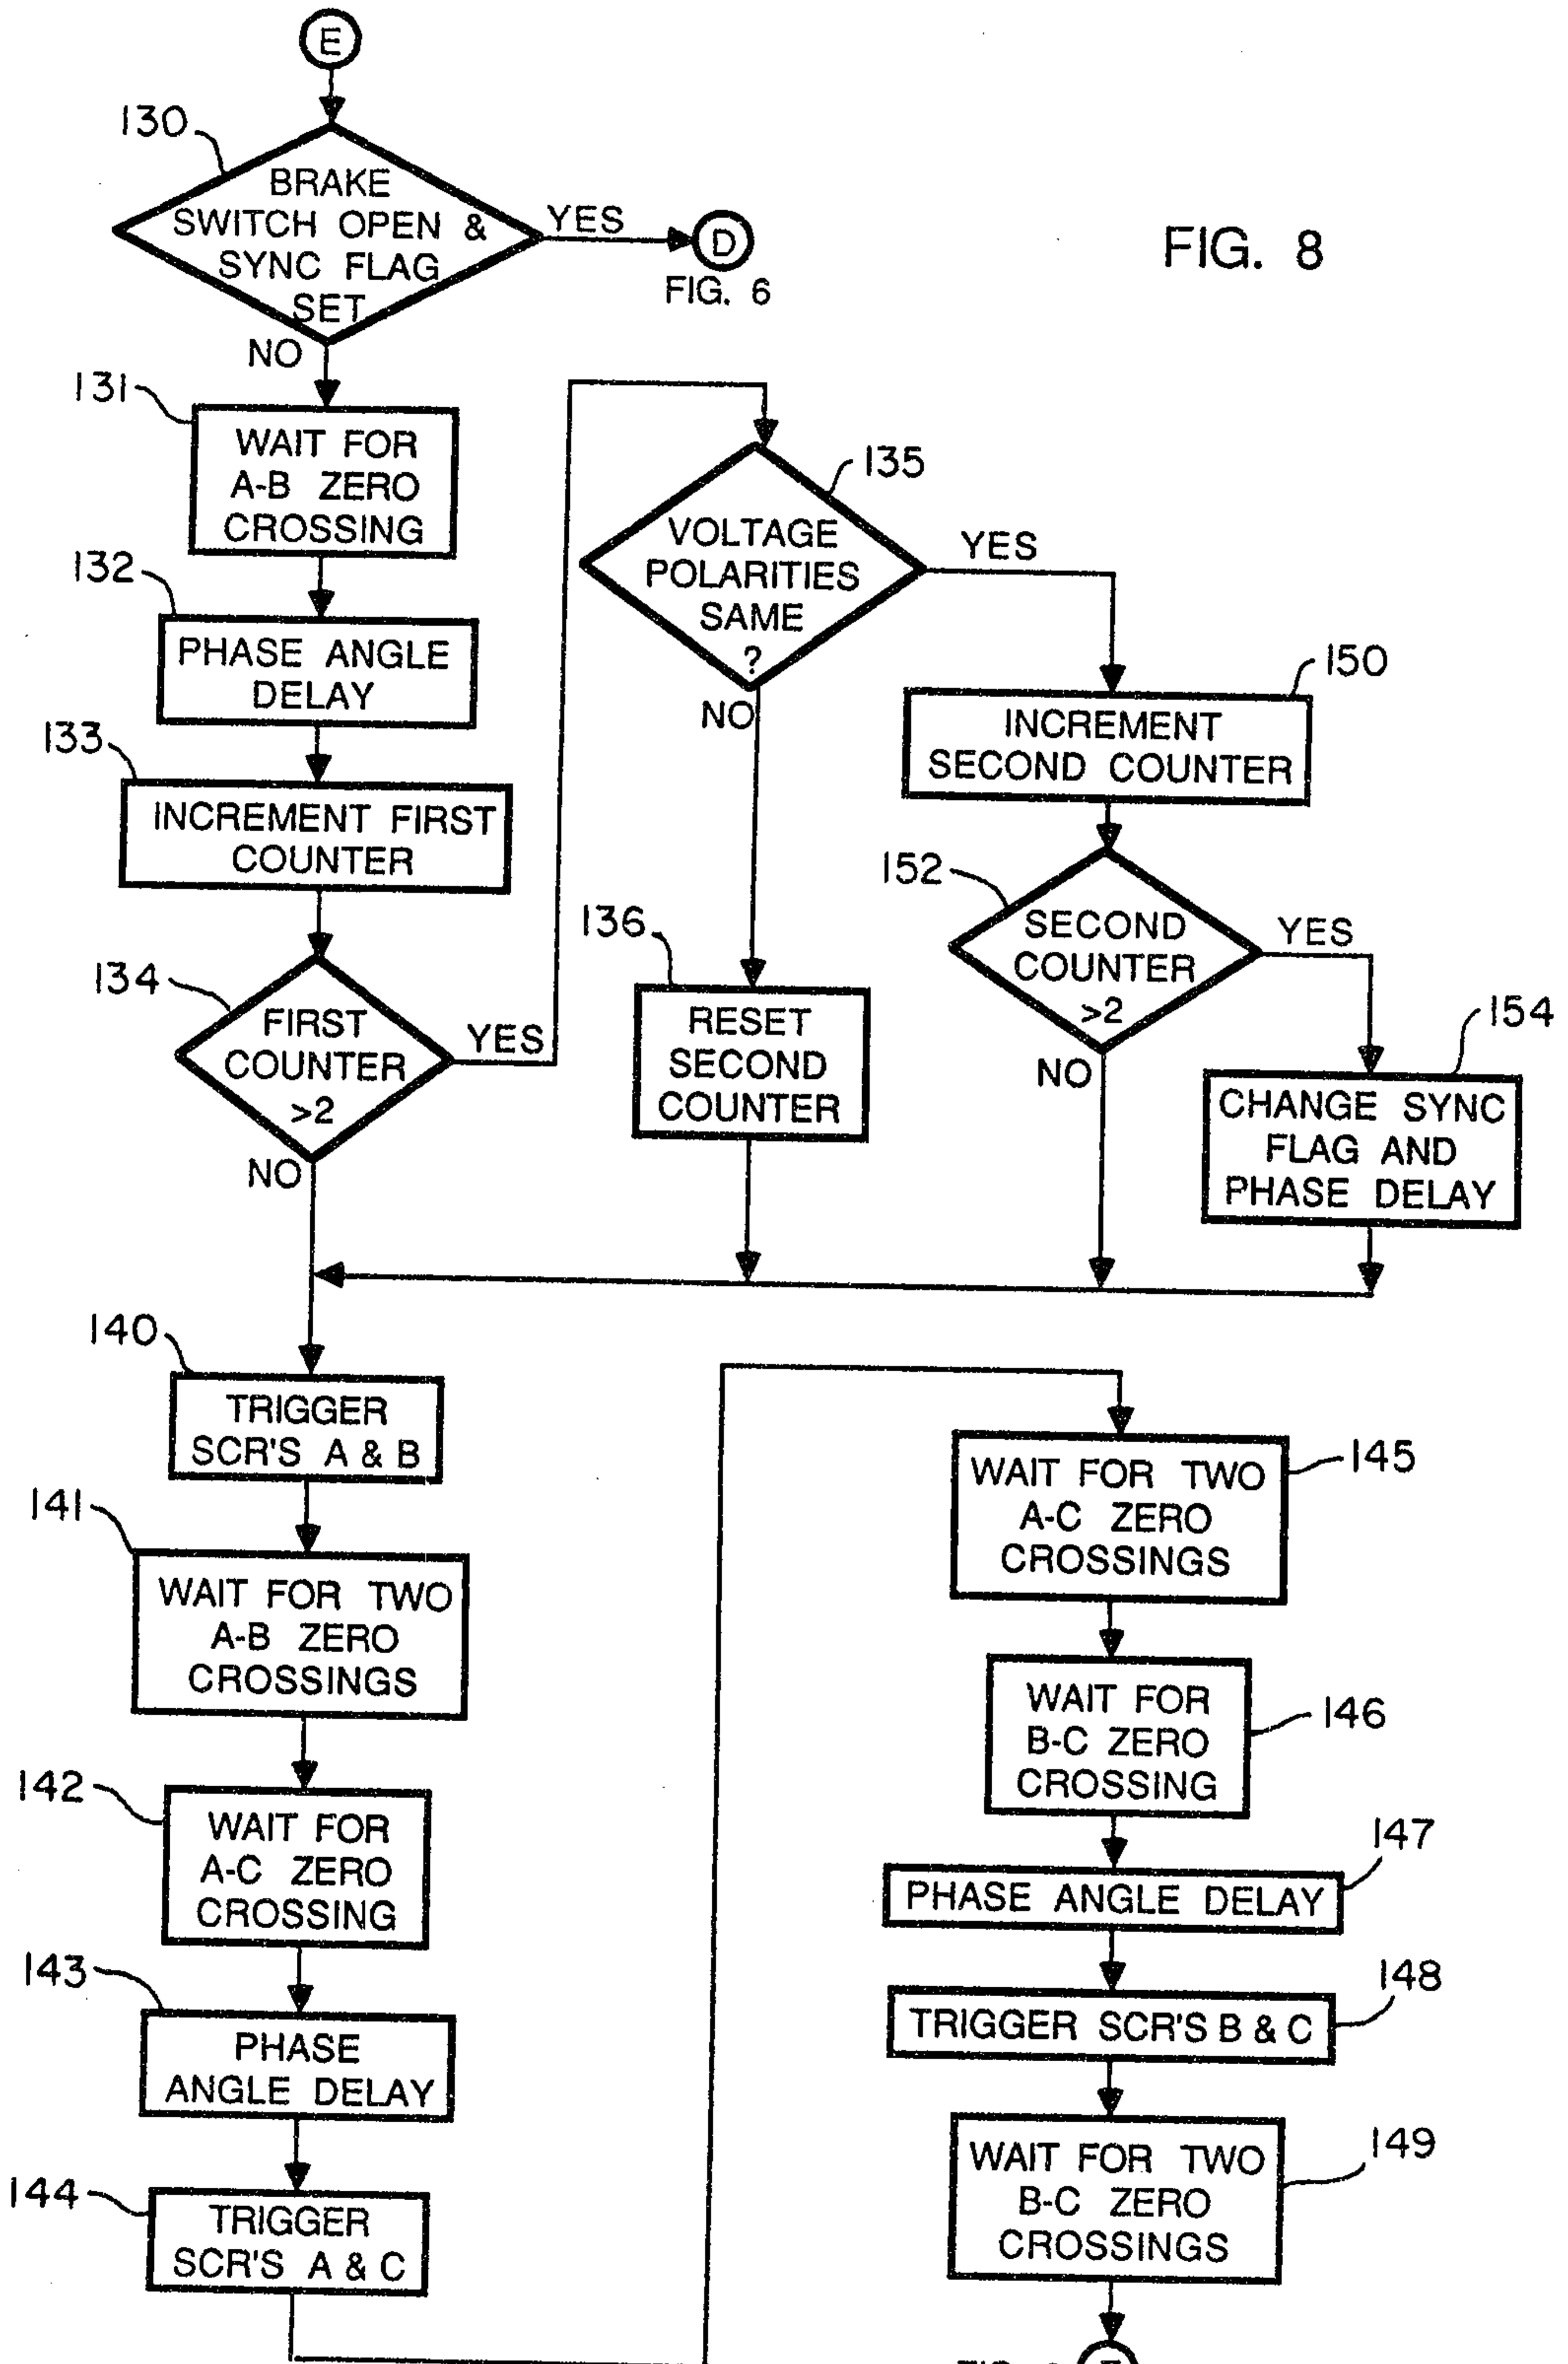 E
130
BRAKE
SWITCH OPEN &
SYNC FLAG
SET
YES
D
FIG. 6
FIG. 8
NO
131
WAIT FOR
A-B ZERO
CROSSING
132
PHASE ANGLE
DELAY
133
INCREMENT FIRST
COUNTER
134
FIRST
COUNTER
>2
YES
NO
135
VOLTAGE
POLARITIES
SAME
?
YES
NO
136
RESET
SECOND
COUNTER
150
INCREMENT
SECOND COUNTER
152
SECOND
COUNTER
>2
YES
NO
154
CHANGE SYNC
FLAG AND
PHASE DELAY
140
TRIGGER
SCR'S A & B
141
WAIT FOR TWO
A-B ZERO
CROSSINGS
142
WAIT FOR
A-C ZERO
CROSSING
143
PHASE
ANGLE DELAY
144
TRIGGER
SCR'S A & C
145
WAIT FOR TWO
A-C ZERO
CROSSINGS
146
WAIT FOR
B-C ZERO
CROSSING
147
PHASE ANGLE DELAY
148
TRIGGER SCR'S B & C
149
WAIT FOR TWO
B-C ZERO
CROSSINGS